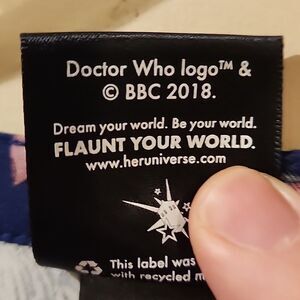 Doctor Who logo™ &
© BBC 2018.
Dream your world. Be your world.
FLAUNT YOUR WORLD.
www.heruniverse.com
This label was
with recycled